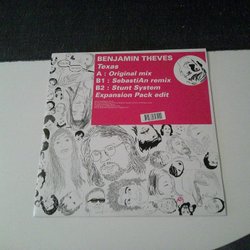 BENJAMIN THEVES
Texas
A : Original mix
B1 : SebastiAn remix
B2 : Stunt System
Expansion Pack edit